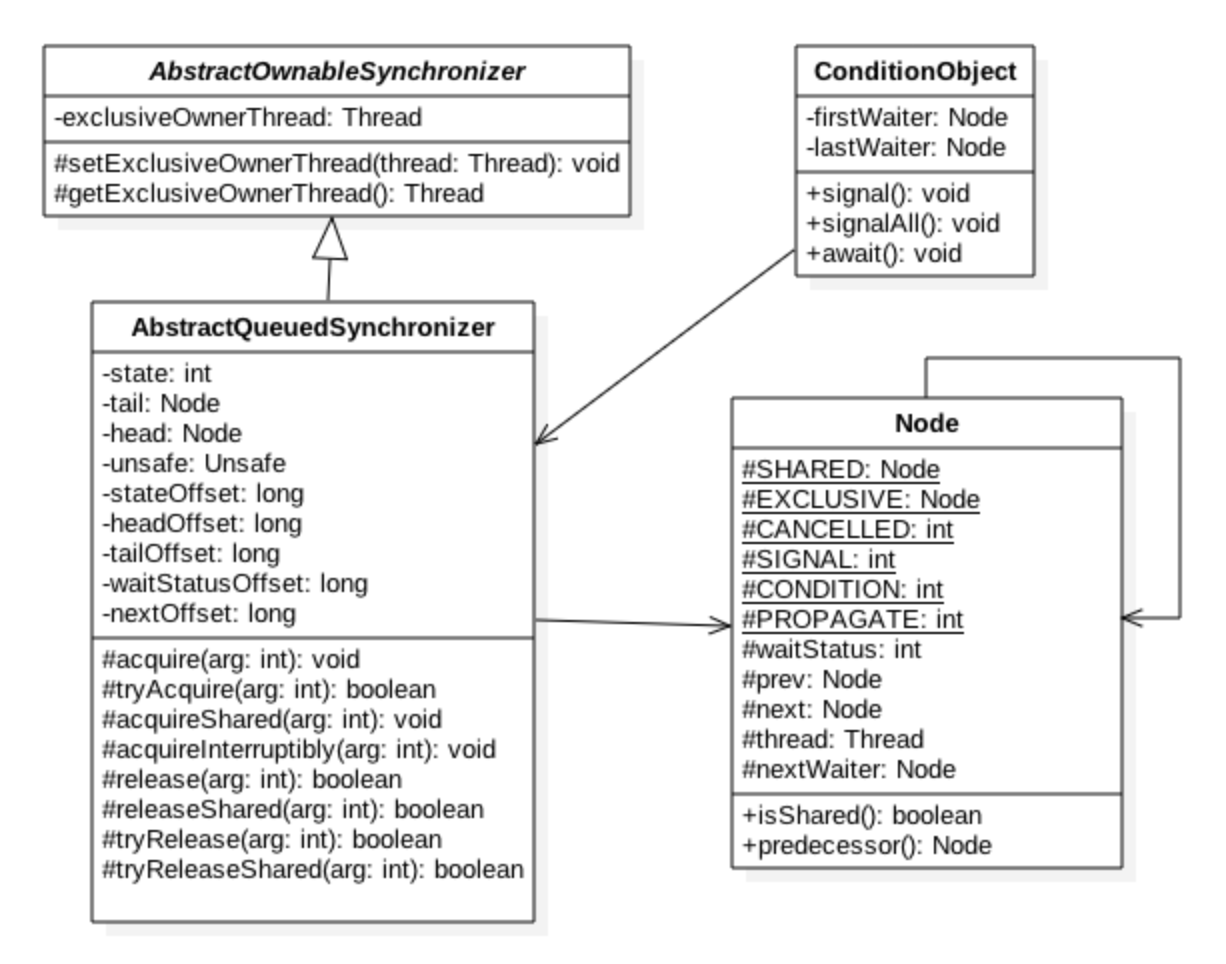 AbstractOwnableSynchronizer
-exclusiveOwnerThread: Thread
#setExclusiveOwnerThread(thread: Thread): void
#getExclusiveOwnerThread(): Thread
ConditionObject
-firstWaiter: Node
-lastWaiter: Node
+signal(): void
+signalAll(): void
+await(): void
AbstractQueuedSynchronizer
-state: int
-tail: Node
-head: Node
-unsafe: Unsafe
-stateOffset: long
-headOffset: long
-tailOffset: long
-waitStatusOffset: long
-nextOffset: long
#acquire(arg: int): void
#tryAcquire(arg: int): boolean
#acquireShared(arg: int): void
#acquireInterruptibly(arg: int): void
#release(arg: int): boolean
#releaseShared(arg: int): boolean
#tryRelease(arg: int): boolean
#tryReleaseShared(arg: int): boolean
Node
#SHARED: Node
#EXCLUSIVE: Node
#CANCELLED: int
#SIGNAL: int
#CONDITION: int
#PROPAGATE: int
#waitStatus: int
#prev: Node
#next: Node
#thread: Thread
#nextWaiter: Node
+isShared(): boolean
+predecessor(): Node